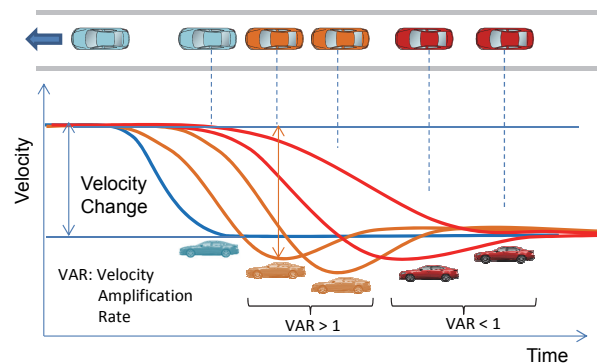 Velocity
Velocity
Change
VAR: Velocity
Amplification
Rate
VAR > 1
VAR < 1
Time